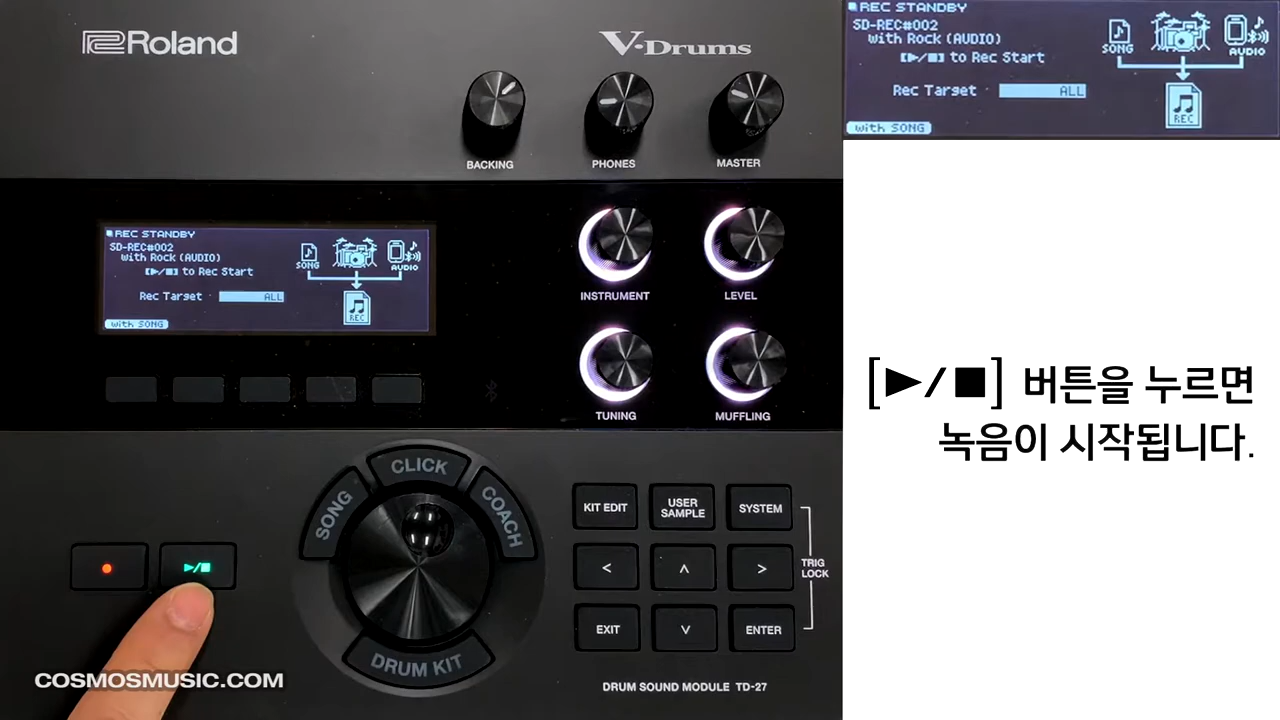 Roland
V-Drums
BACKING
PHONES
MASTER
REC STANDBY
SD-REC#002
with Rock (AUDIO)
[▶/■] to Rec Start
Rec Target ALL
with SONG
SONG
AUDIO
REC
INSTRUMENT
LEVEL
TUNING
MUFFLING
SONG
CLICK
COACH
DRUM KIT
KIT EDIT
USER
SAMPLE
SYSTEM
<
∧
>
TRIG
LOCK
EXIT
∨
ENTER
▶/■
DRUM SOUND MODULE TD-27
COSMOSMUSIC.COM
REC STANDBY
SD-REC#002
with Rock (AUDIO)
[▶/■] to Rec Start
Rec Target ALL
with SONG
SONG
AUDIO
REC
[▶/■] 버튼을 누르면
녹음이 시작됩니다.